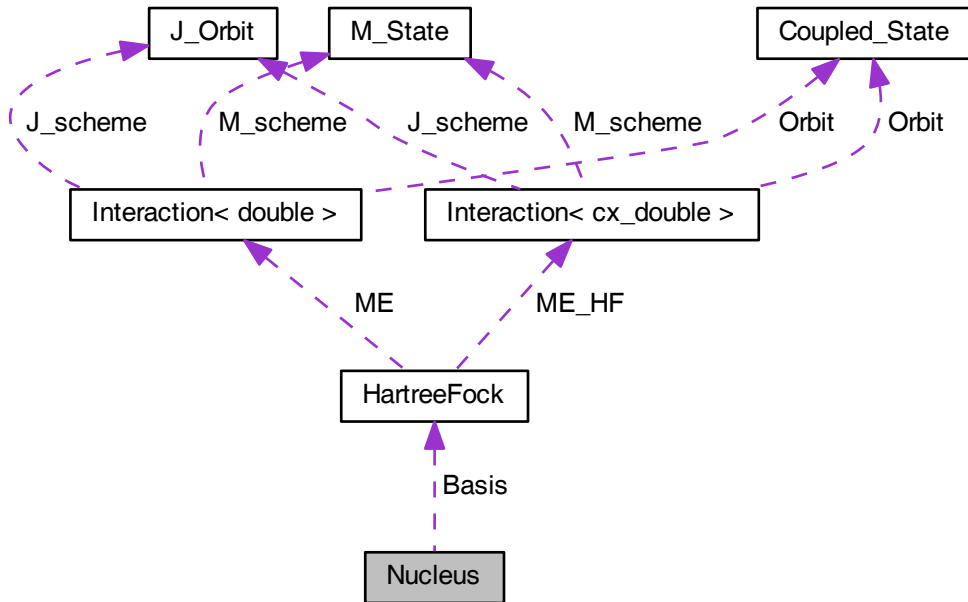 J_Orbit
M_State
Coupled_State
J_scheme
M_scheme
J_scheme
M_scheme
Orbit
Orbit
Interaction< double >
Interaction< cx_double >
ME
ME_HF
HartreeFock
Basis
Nucleus